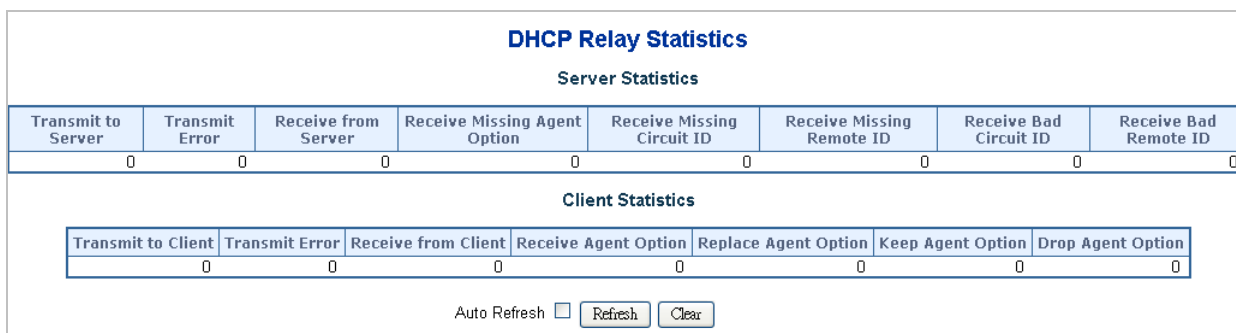 DHCP Relay Statistics
Server Statistics
Transmit to Server Transmit Error Receive from Server Receive Missing Agent Option Receive Missing Circuit ID Receive Missing Remote ID Receive Bad Circuit ID Receive Bad Remote ID
0 0 0 0 0 0 0 0
Client Statistics
Transmit to Client Transmit Error Receive from Client Receive Agent Option Replace Agent Option Keep Agent Option Drop Agent Option
0 0 0 0 0 0 0
Auto Refresh Refresh Clear